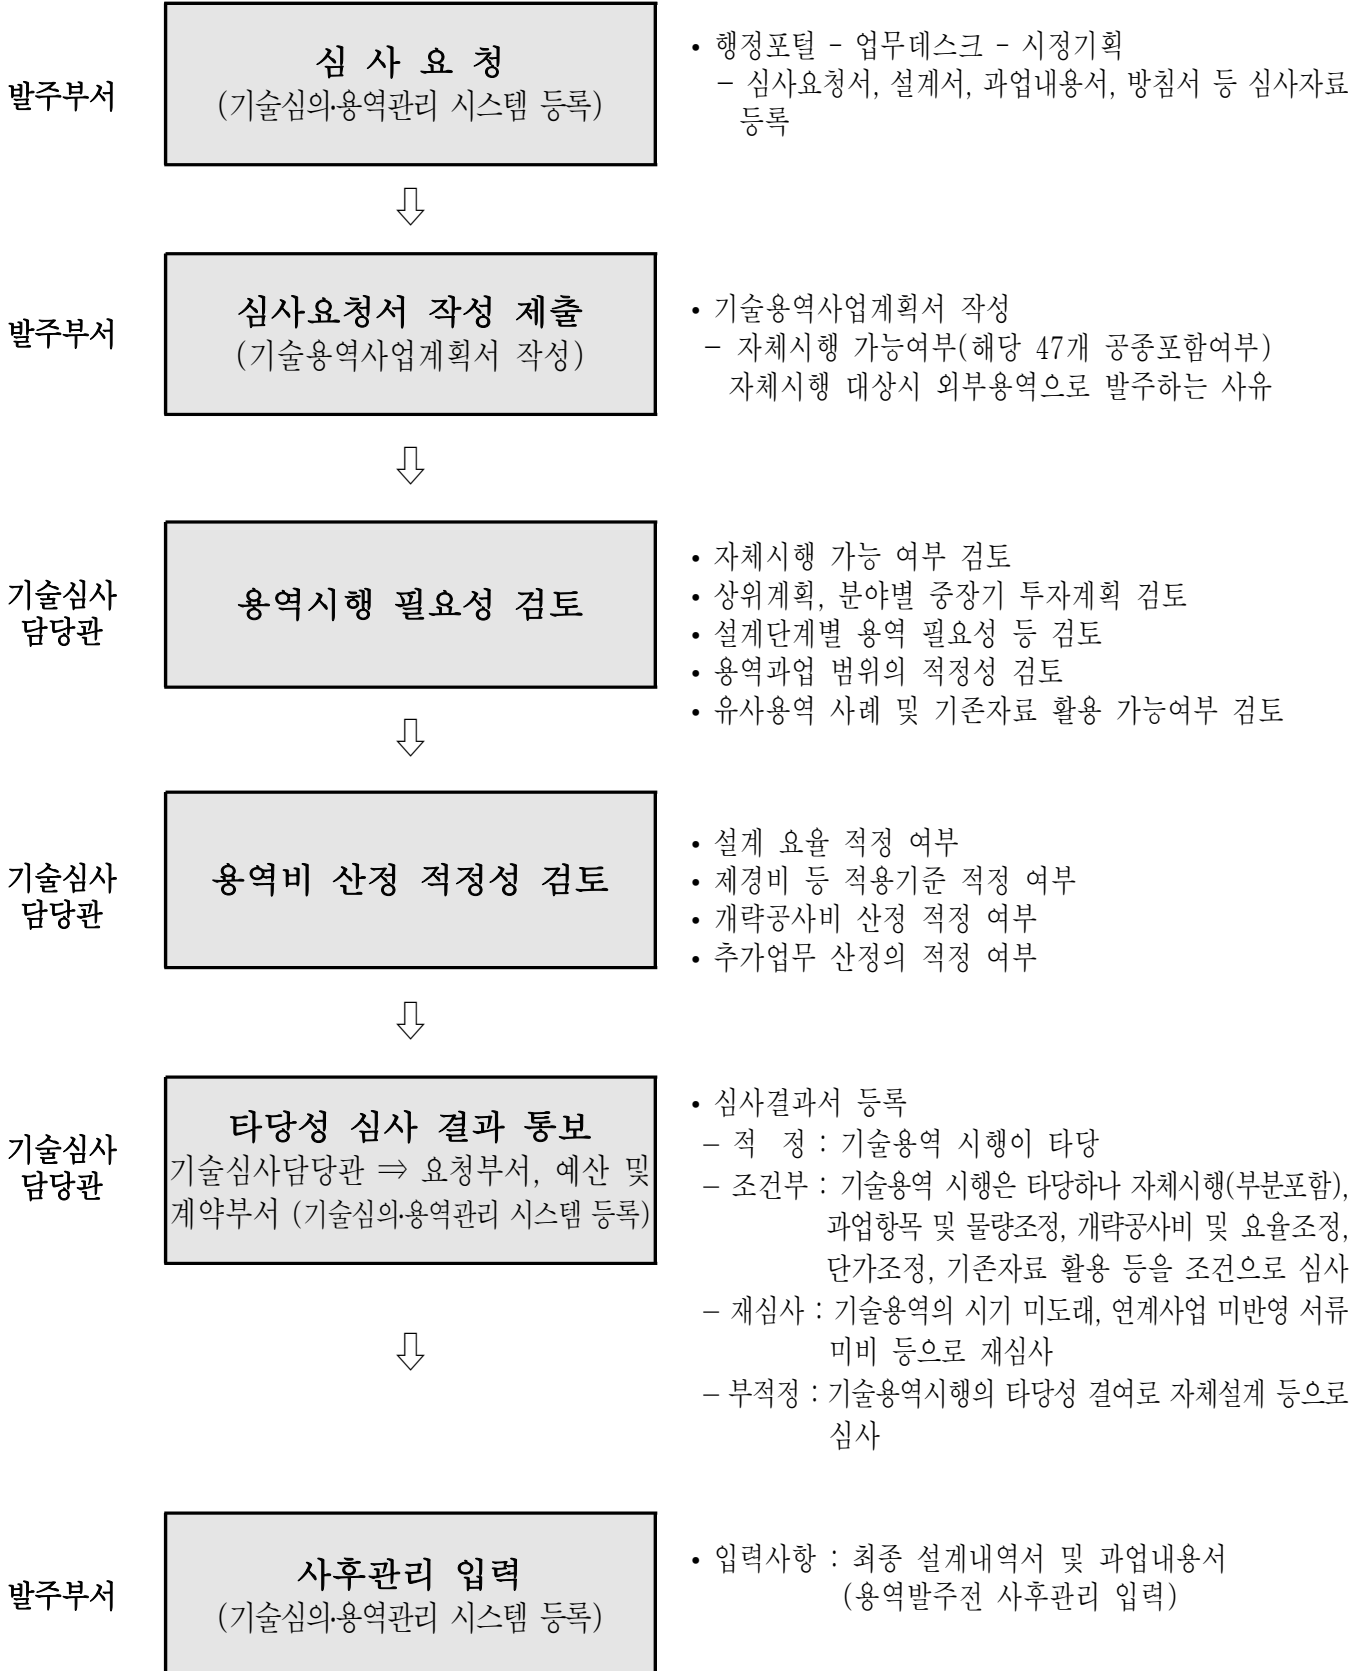 발주부서
심 사 요 청
(기술심의·용역관리 시스템 등록)
• 행정포털 - 업무데스크 - 시정기획
- 심사요청서, 설계서, 과업내용서, 방침서 등 심사자료
등록
⇩
발주부서
심사요청서 작성 제출
(기술용역사업계획서 작성)
• 기술용역사업계획서 작성
- 자체시행 가능여부(해당 47개 공종포함여부)
자체시행 대상시 외부용역으로 발주하는 사유
⇩
기술심사
담당관
용역시행 필요성 검토
• 자체시행 가능 여부 검토
• 상위계획, 분야별 중장기 투자계획 검토
• 설계단계별 용역 필요성 등 검토
• 용역과업 범위의 적정성 검토
• 유사용역 사례 및 기존자료 활용 가능여부 검토
⇩
기술심사
담당관
용역비 산정 적정성 검토
• 설계 요율 적정 여부
• 제경비 등 적용기준 적정 여부
• 개략공사비 산정 적정 여부
• 추가업무 산정의 적정 여부
⇩
기술심사
담당관
타당성 심사 결과 통보
기술심사담당관 ⇒ 요청부서, 예산 및
계약부서 (기술심의·용역관리 시스템 등록)
• 심사결과서 등록
- 적 정 : 기술용역 시행이 타당
- 조건부 : 기술용역 시행은 타당하나 자체시행(부분포함),
과업항목 및 물량조정, 개략공사비 및 요율조정,
단가조정, 기존자료 활용 등을 조건으로 심사
- 재심사 : 기술용역의 시기 미도래, 연계사업 미반영 서류
미비 등으로 재심사
- 부적정 : 기술용역시행의 타당성 결여로 자체설계 등으로
심사
⇩
발주부서
사후관리 입력
(기술심의·용역관리 시스템 등록)
• 입력사항 : 최종 설계내역서 및 과업내용서
(용역발주전 사후관리 입력)